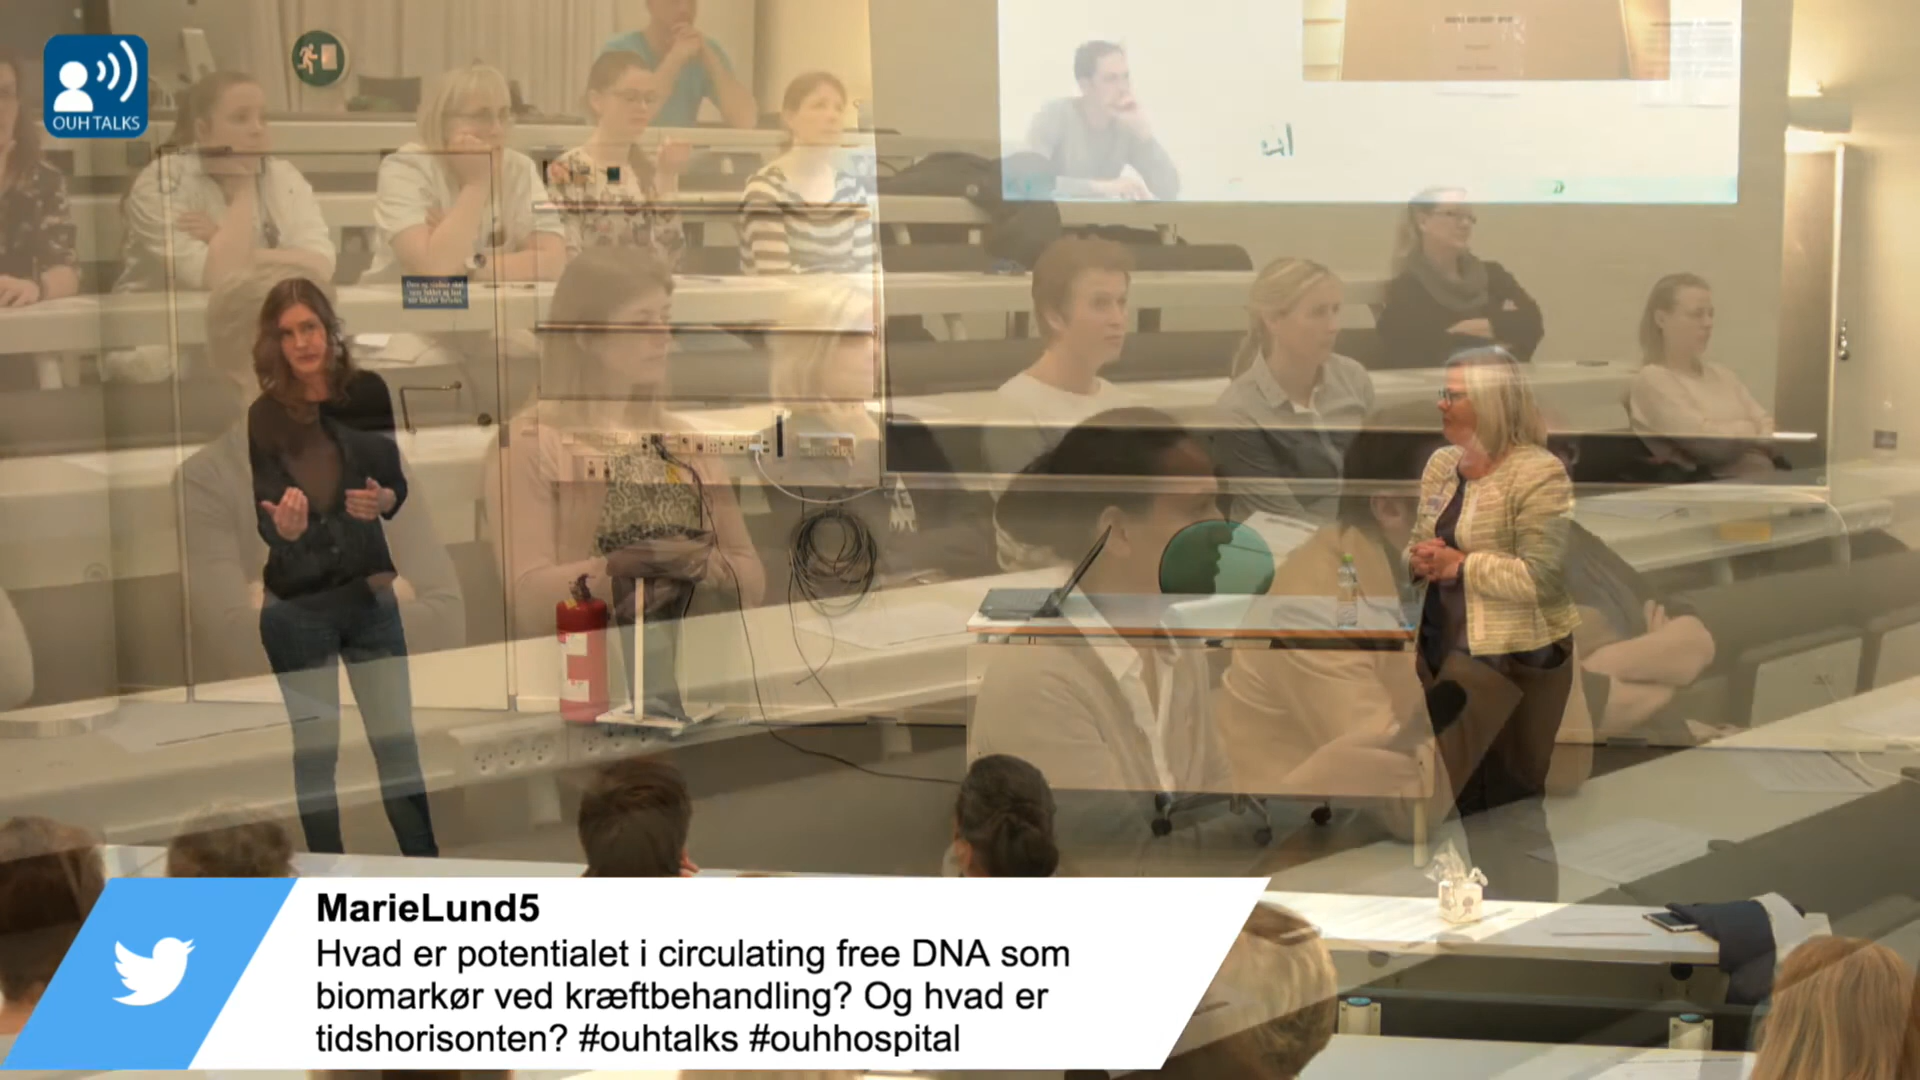 OUH TALKS
MarieLund5
Hvad er potentialet i circulating free DNA som
biomarkør ved kræftbehandling? Og hvad er
tidshorisonten? #ouhtalks #ouhhospital